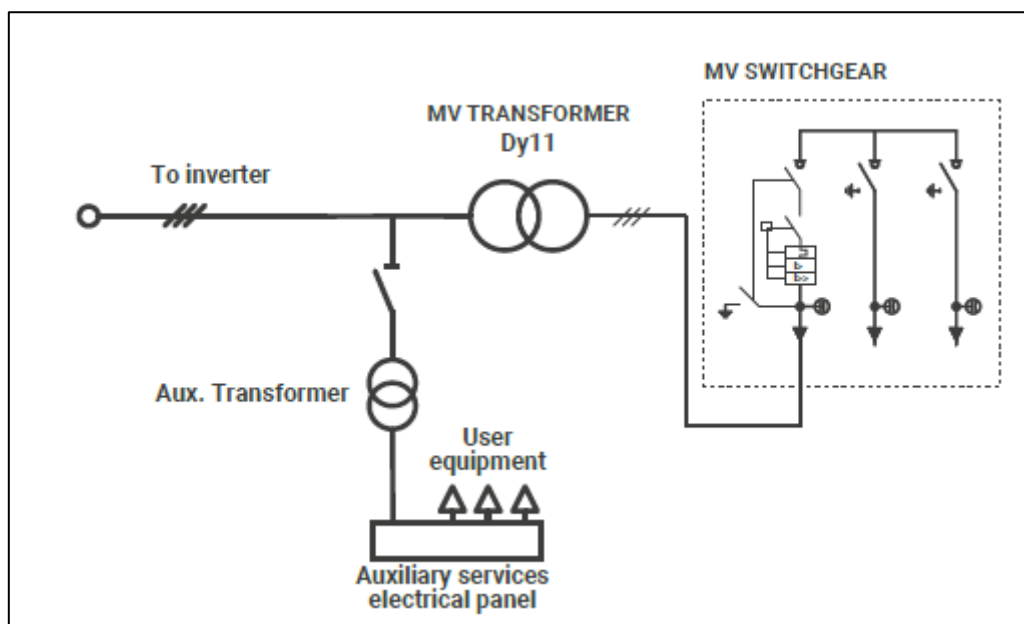 MV SWITCHGEAR
MV TRANSFORMER
Dy11
To inverter
Aux. Transformer
User
equipment
Auxiliary services
electrical panel